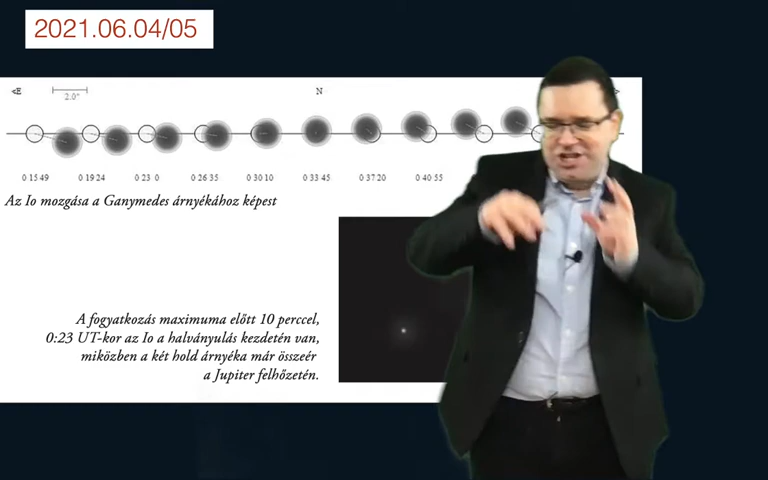 2021.06.04/05
E
N
2.0"
0 15 49 0 19 24 0 23 0 0 26 35 0 30 10 0 33 45 0 37 20 0 40 55
Az Io mozgása a Ganymedes árnyékához képest
A fogyatkozás maximuma előtt 10 perccel,
0:23 UT-kor az Io a halványulás kezdetén van,
miközben a két hold árnyéka már összeér
a Jupiter felhőzetén.